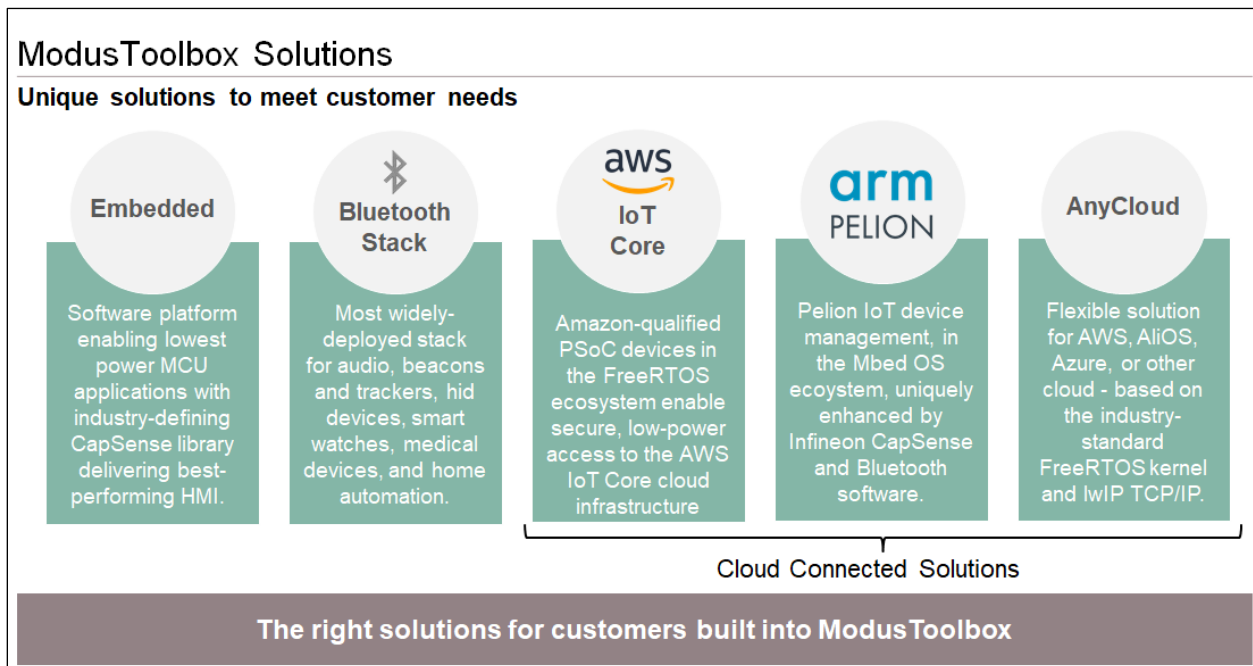 ModusToolbox Solutions
Unique solutions to meet customer needs
Embedded
Software platform
enabling lowest
power MCU
applications with
industry-defining
CapSense library
delivering best-
performing HMI.
Bluetooth
Stack
Most widely-
deployed stack
for audio, beacons
and trackers, hid
devices, smart
watches, medical
devices, and home
automation.
aws
IoT
Core
Amazon-qualified
PSoC devices in
the FreeRTOS
ecosystem enable
secure, low-power
access to the AWS
IoT Core cloud
infrastructure
arm
PELION
Pelion IoT device
management, in
the Mbed OS
ecoystem, uniquely
enhanced by
Infineon CapSense
and Bluetooth
software.
AnyCloud
Flexible solution
for AWS, AliOS,
Azure, or other
cloud - based on
the industry-
standard
FreeRTOS kernel
and lwIP TCP/IP.
Cloud Connected Solutions
The right solutions for customers built into ModusToolbox